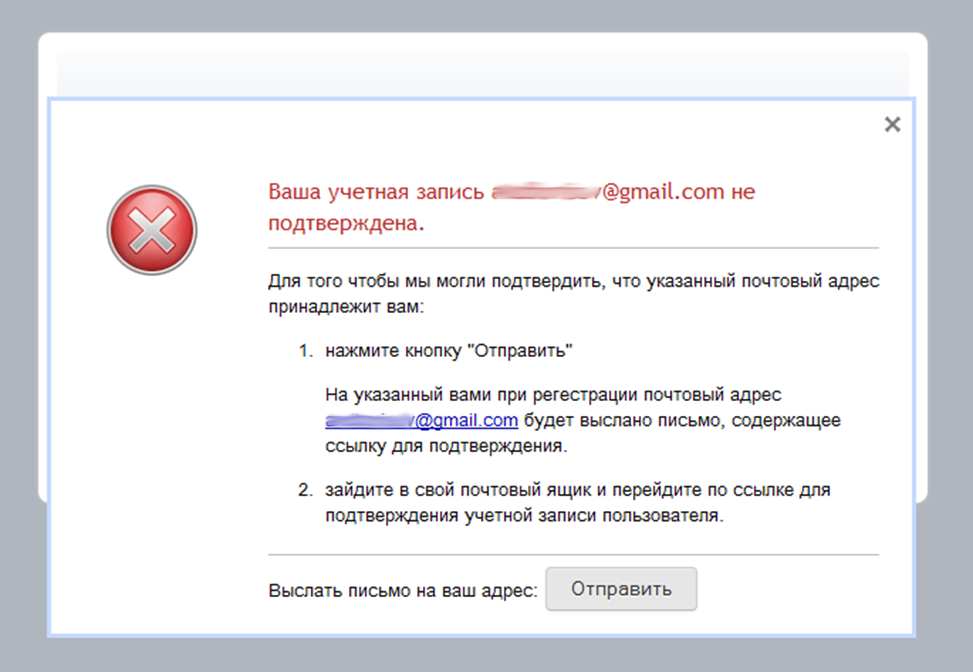 Ваша учетная запись @gmail.com не
подтверждена.
Для того чтобы мы могли подтвердить, что указанный почтовый адрес
принадлежит вам:
1. нажмите кнопку "Отправить"
На указанный вами при регестрации почтовый адрес
@gmail.com будет выслано письмо, содержащее
ссылку для подтверждения.
2. зайдите в свой почтовый ящик и перейдите по ссылке для
подтверждения учетной записи пользователя.
Выслать письмо на ваш адрес: Отправить